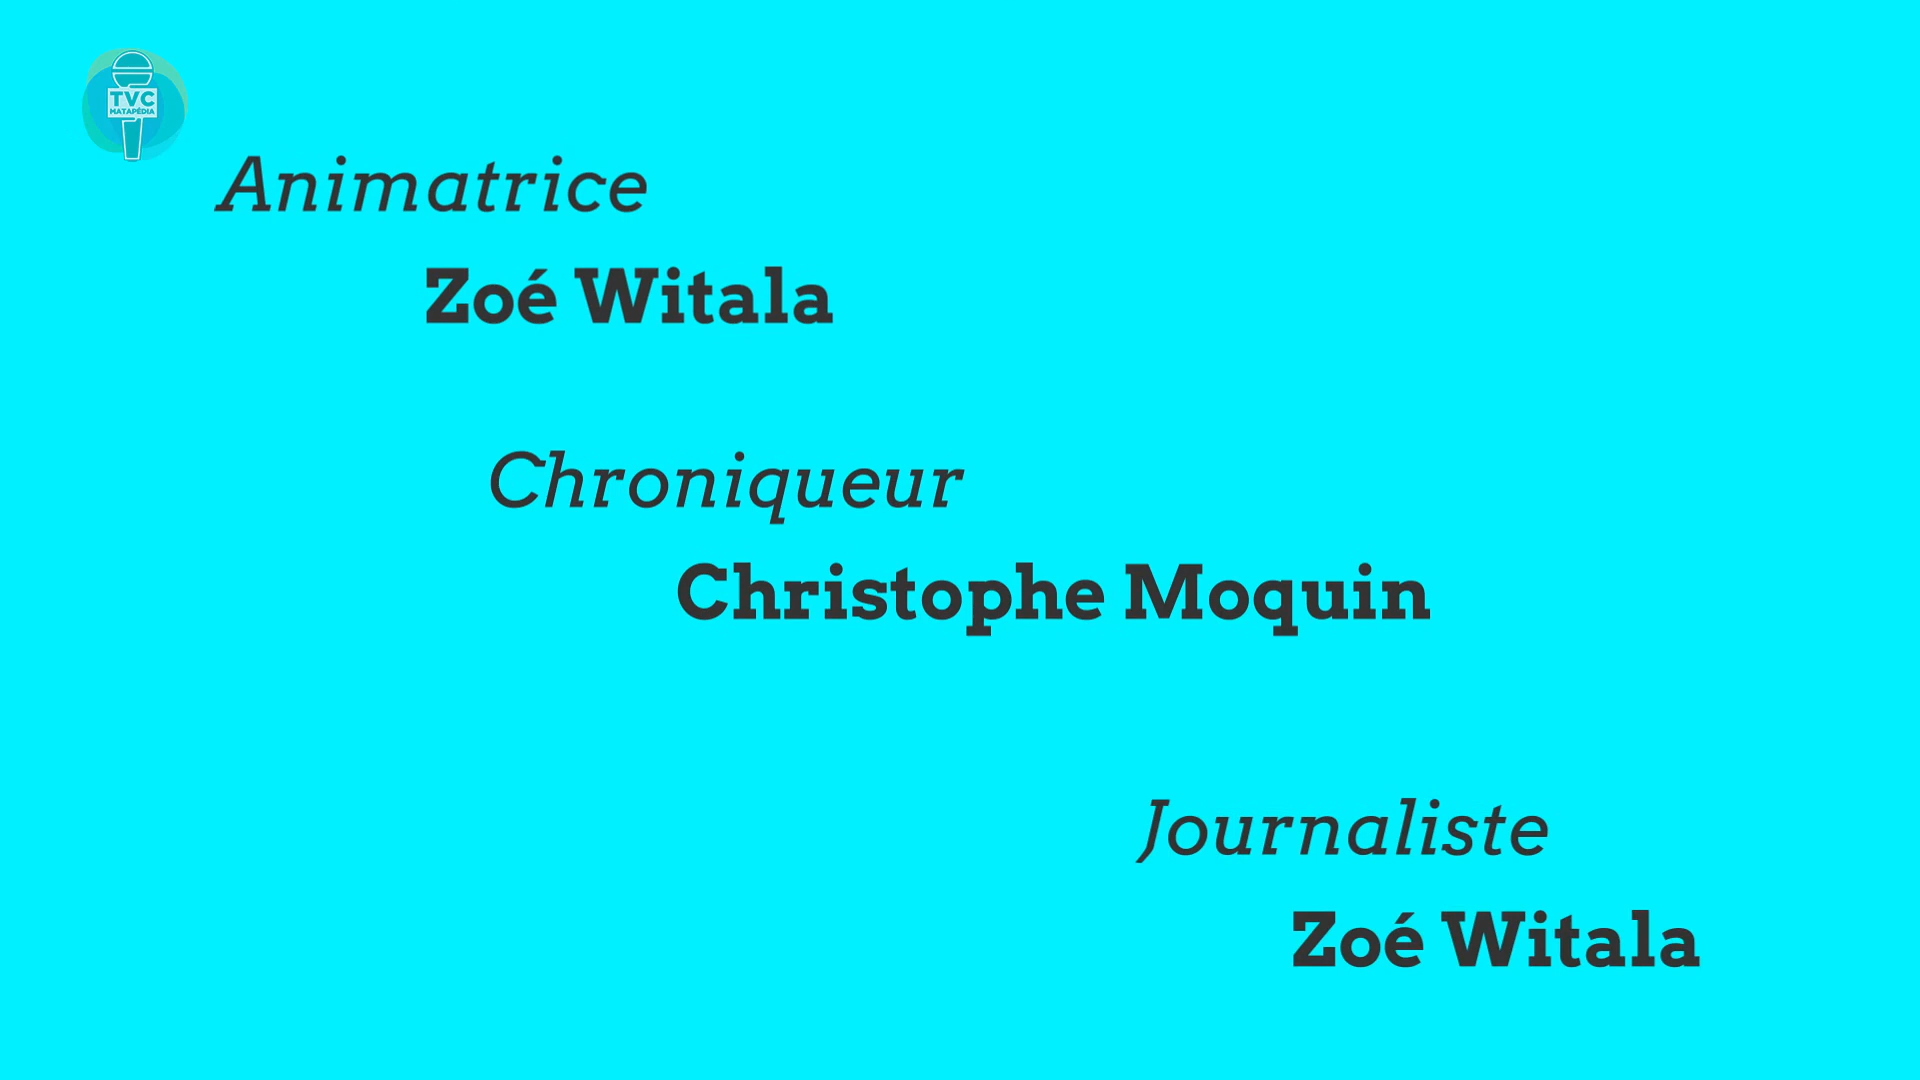 TVC
MATAPÉDIA
Animatrice
Zoé Witala
Chroniqueur
Christophe Moquin
Journaliste
Zoé Witala